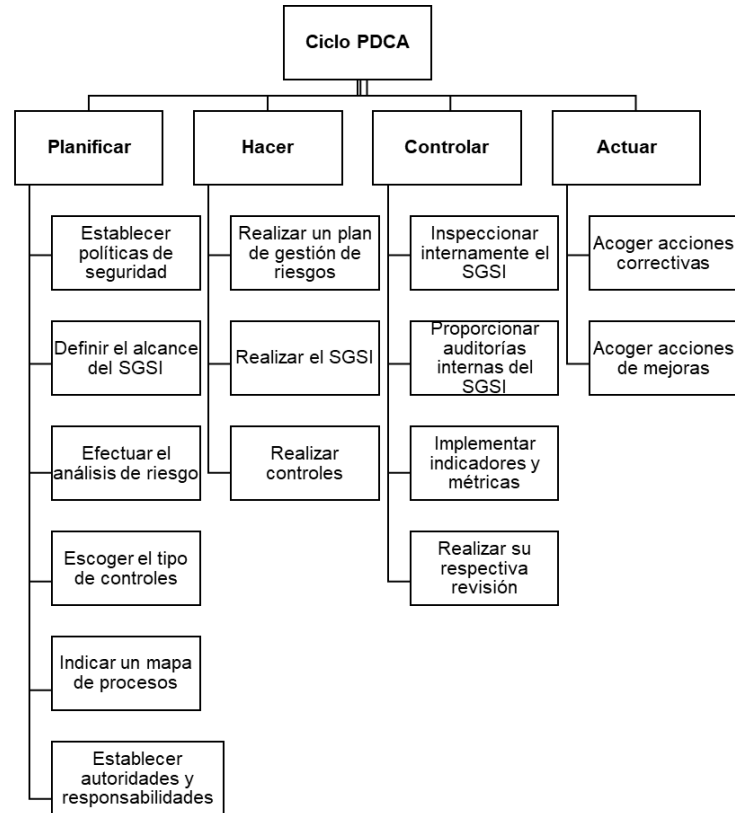 Ciclo PDCA
Planificar
Hacer
Controlar
Actuar
Establecer
políticas de
seguridad
Definir el alcance
del SGSI
Efectuar el
análisis de riesgo
Escoger el tipo
de controles
Indicar un mapa
de procesos
Establecer
autoridades y
responsabilidades
Realizar un plan
de gestión de
riesgos
Realizar el SGSI
Realizar
controles
Inspeccionar
internamente el
SGSI
Proporcionar
auditorías
internas del
SGSI
Implementar
indicadores y
métricas
Realizar su
respectiva
revisión
Acoger acciones
correctivas
Acoger acciones
de mejoras